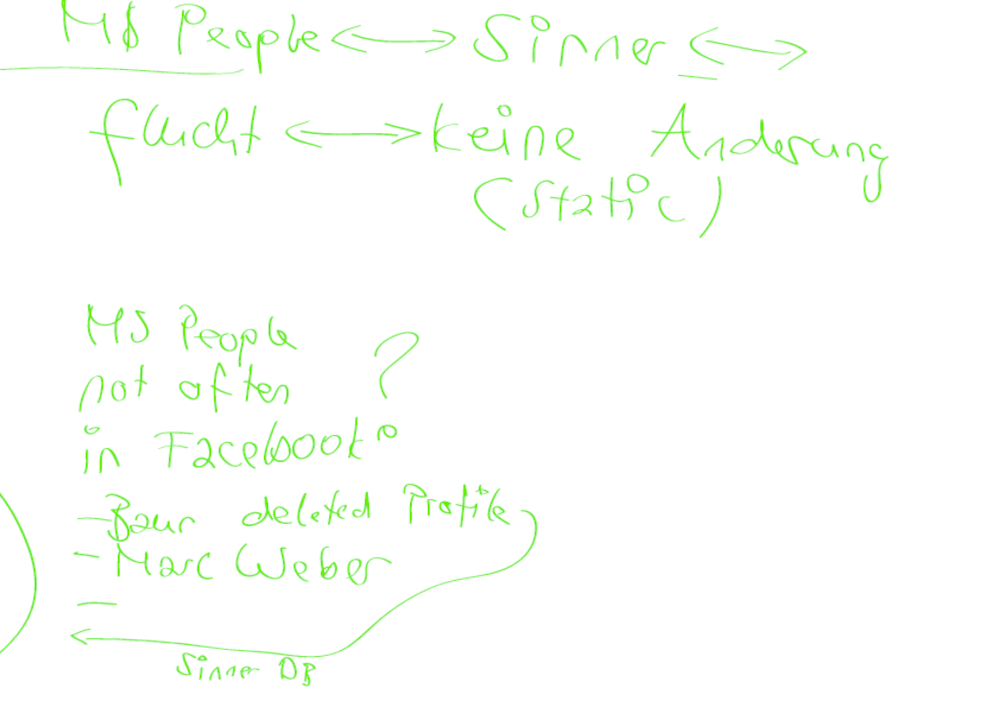 MS People <—> Sinner <—>
flucht <—> keine Änderung
(static)
MS People
not often ?
in Facebook
- Baur deleted Profile
- Marc Weber
-
Sinner DB